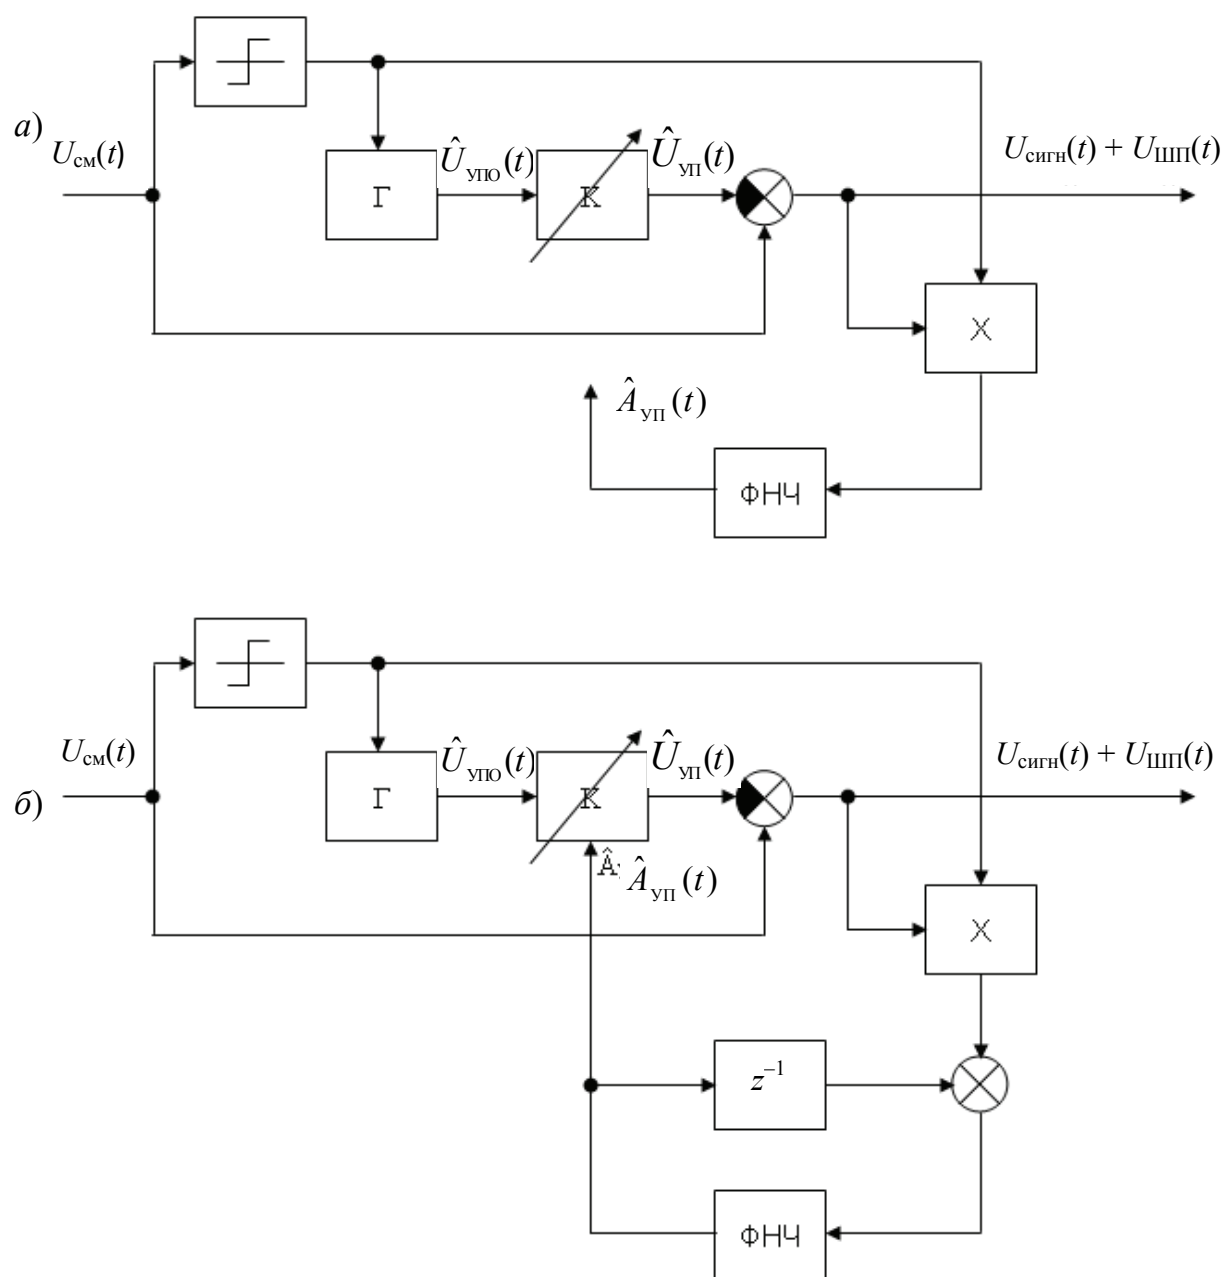 а)
U_см(t)
Û_УПО(t)
Û_УП(t)
U_сигн(t) + U_ШП(t)
Г
К
Х
Â_УП(t)
ФНЧ
U_см(t)
Û_УПО(t)
Û_УП(t)
U_сигн(t) + U_ШП(t)
б)
Г
К
Â
Â_УП(t)
Х
z⁻¹
ФНЧ